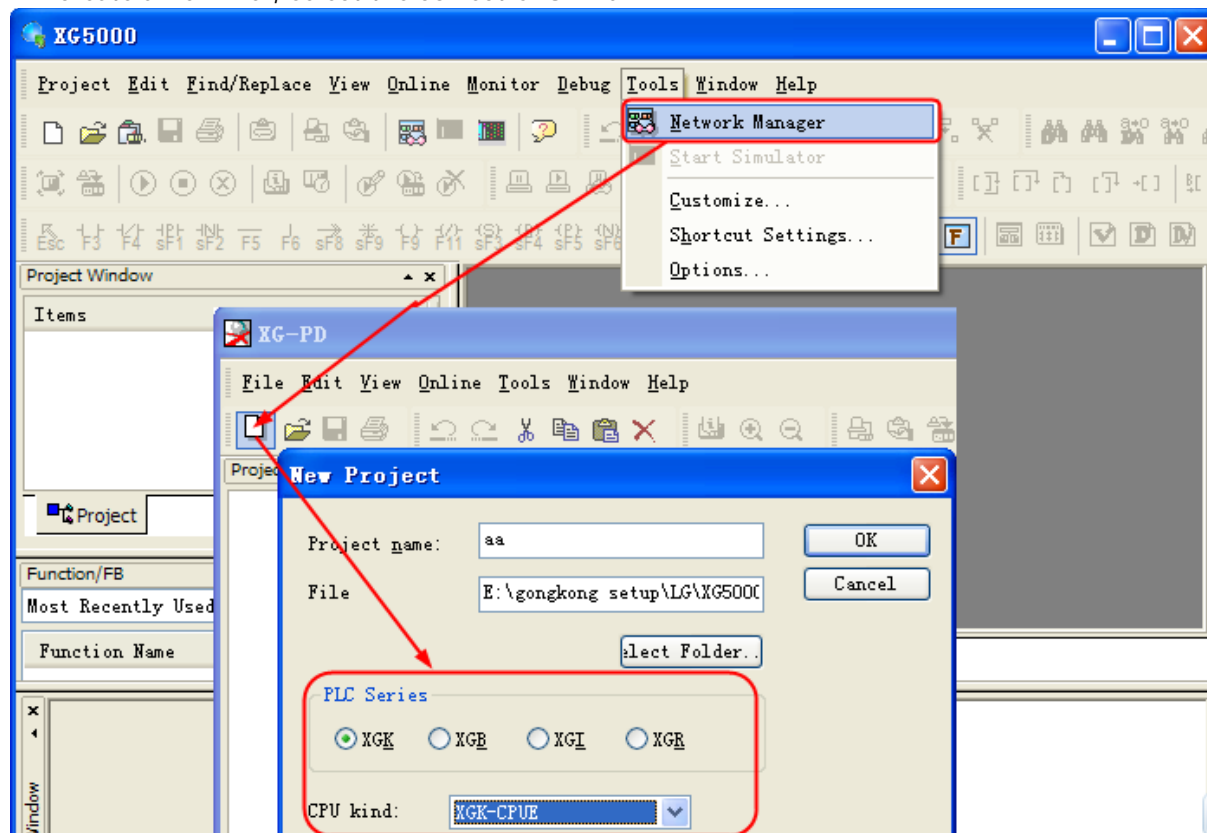 XG5000
Project Edit Find/Replace View Online Monitor Debug Tools Window Help
Network Manager
Start Simulator
Customize...
Shortcut Settings...
Options...
Esc F3 F4 sF1 sF2 F5 F6 sF8 sF9 F9 F11 sF3 sF4 sF5 sF6
F
Project Window
Items
XG-PD
File Edit View Online Tools Window Help
Projec
New Project
Project
Project name: aa
OK
File E:\gongkong setup\LG\XG5000
Cancel
elect Folder..
Function/FB
Most Recently Used
Function Name
PLC Series
XGK XGB XGI XGR
CPU kind: XGK-CPUE